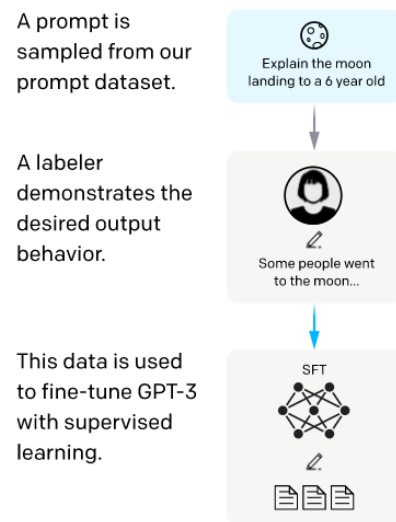 A prompt is
sampled from our
prompt dataset.
Explain the moon
landing to a 6 year old
A labeler
demonstrates the
desired output
behavior.
Some people went
to the moon...
This data is used
to fine-tune GPT-3
with supervised
learning.
SFT